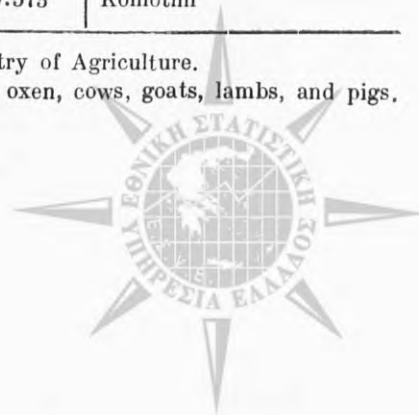 Komotini
try of Agriculture.
oxen, cows, goats, lambs, and pigs.
ΕΘΝΙΚΗ ΣΤΑΤΙΣΤΙΚΗ
ΥΠΗΡΕΣΙΑ ΕΛΛΑΔΟΣ
Ε Σ Υ Ε